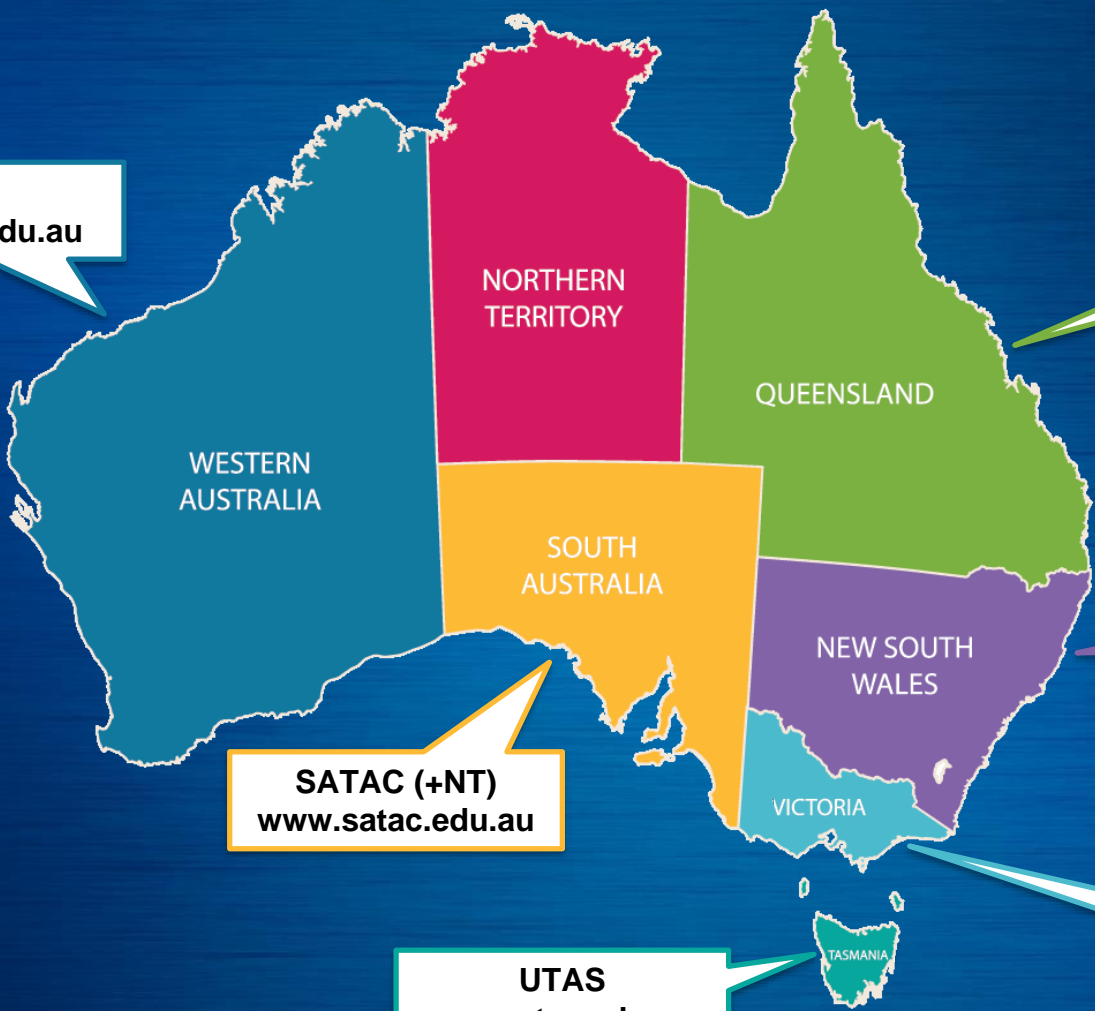 du.au
NORTHERN
TERRITORY
QUEENSLAND
WESTERN
AUSTRALIA
SOUTH
AUSTRALIA
NEW SOUTH
WALES
SATAC (+NT)
www.satac.edu.au
VICTORIA
TASMANIA
UTAS